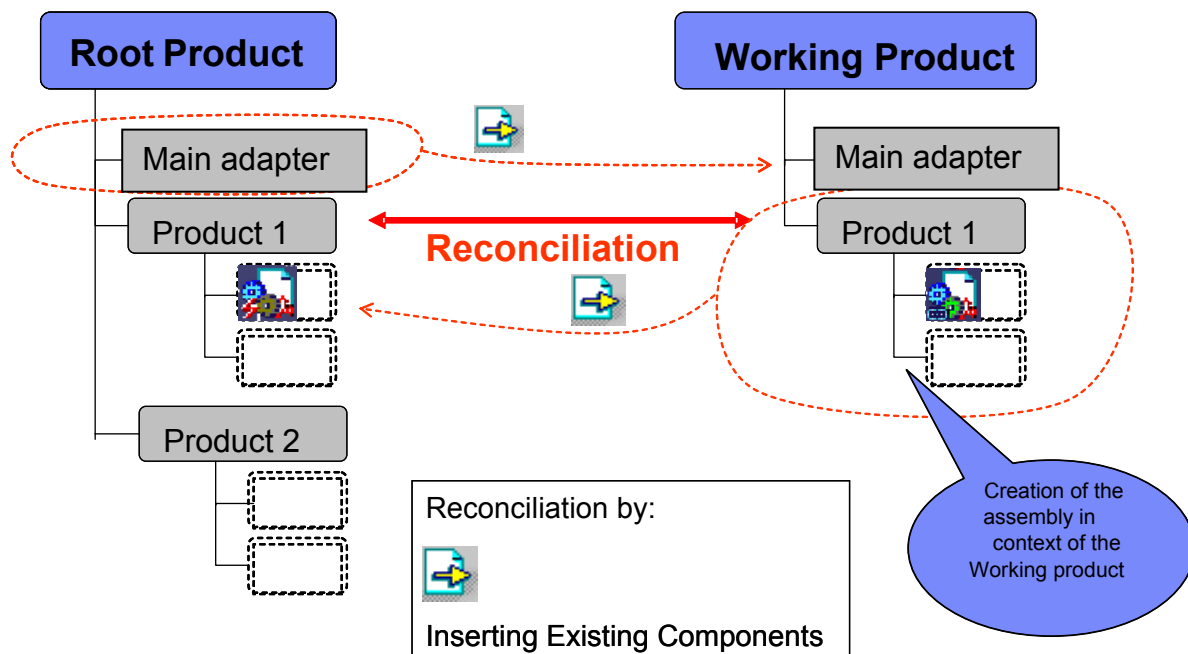 Root Product
Working Product
Main adapter
Main adapter
Product 1
Product 1
Reconciliation
Product 2
Creation of the
assembly in
context of the
Working product
Reconciliation by:
Inserting Existing Components